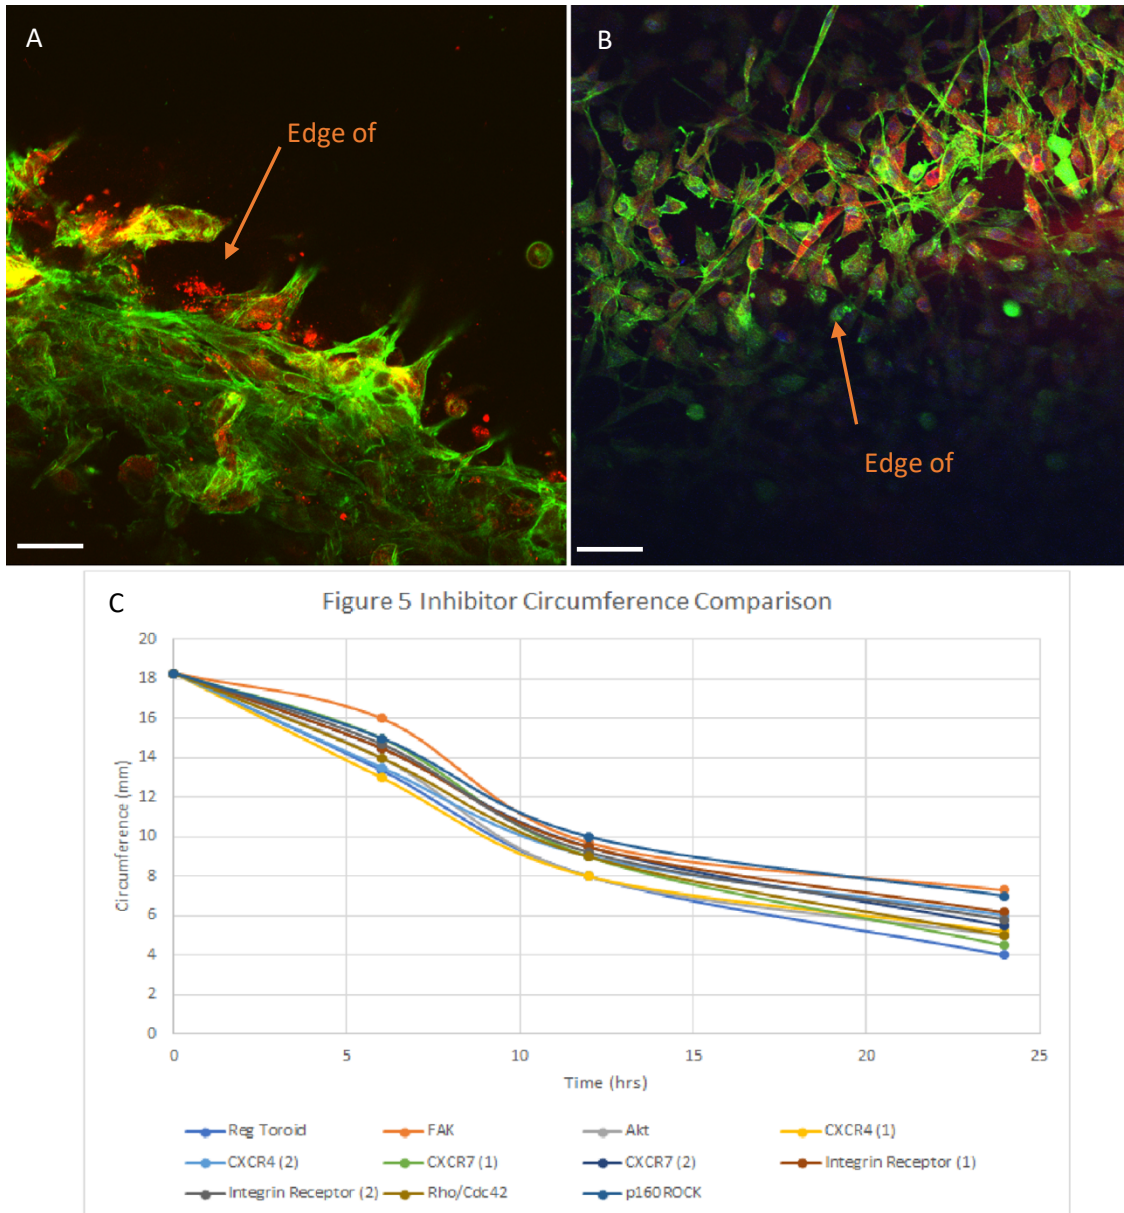 A
Edge of
B
Edge of
C
Figure 5 Inhibitor Circumference Comparison
Circumference (mm)
20
18
16
14
12
10
8
6
4
2
0
0 5 10 15 20 25
Time (hrs)
Reg Toroid FAK Akt CXCR4 (1)
CXCR4 (2) CXCR7 (1) CXCR7 (2) Integrin Receptor (1)
Integrin Receptor (2) Rho/Cdc42 p160ROCK